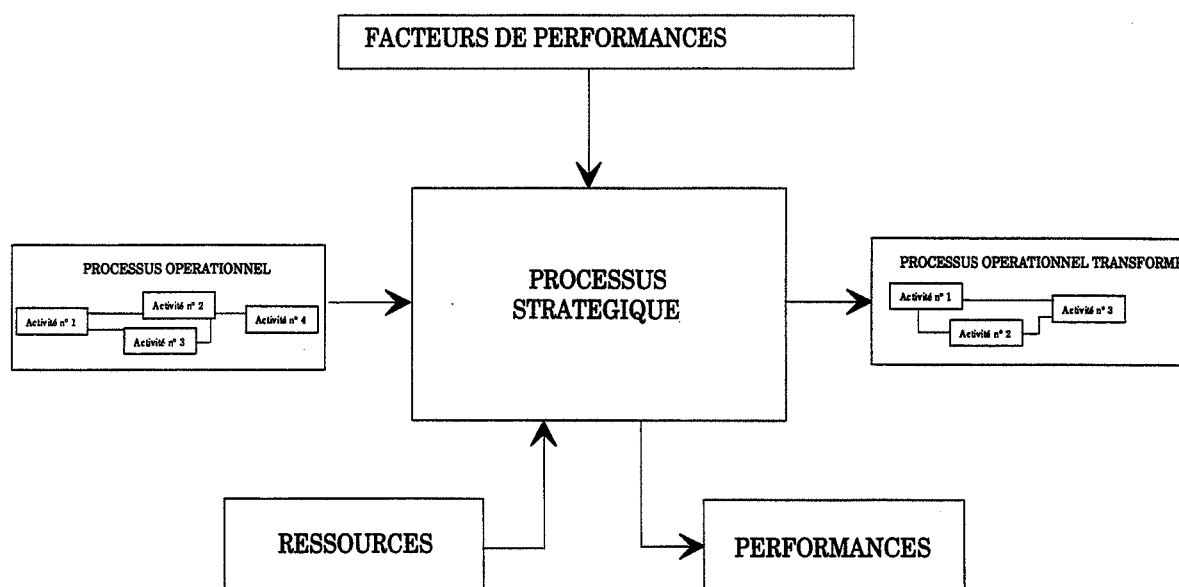 FACTEURS DE PERFORMANCES
PROCESSUS OPERATIONNEL
Activité n° 1
Activité n° 2
Activité n° 3
Activité n° 4
PROCESSUS
STRATEGIQUE
PROCESSUS OPERATIONNEL TRANSFORME
Activité n° 1
Activité n° 2
Activité n° 3
RESSOURCES
PERFORMANCES